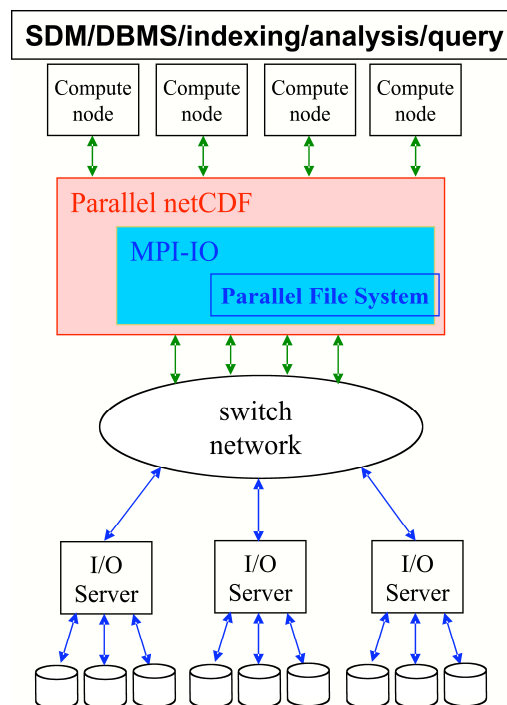 SDM/DBMS/indexing/analysis/query
Compute
node
Compute
node
Compute
node
Compute
node
Parallel netCDF
MPI-IO
Parallel File System
switch
network
I/O
Server
I/O
Server
I/O
Server